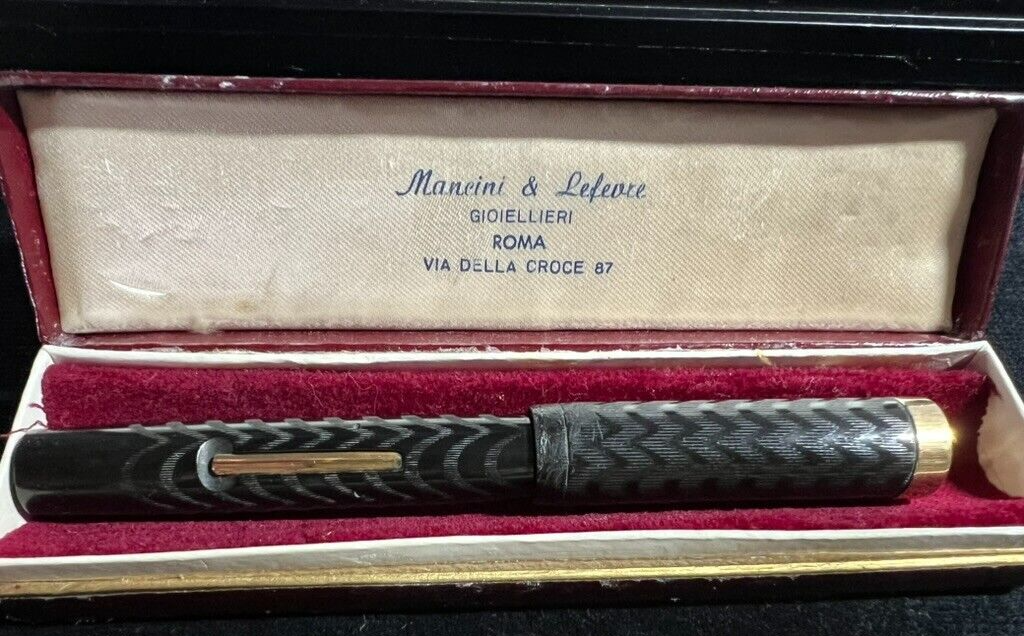 Mancini & Lefevre
GIOIELLIERI
ROMA
VIA DELLA CROCE 87